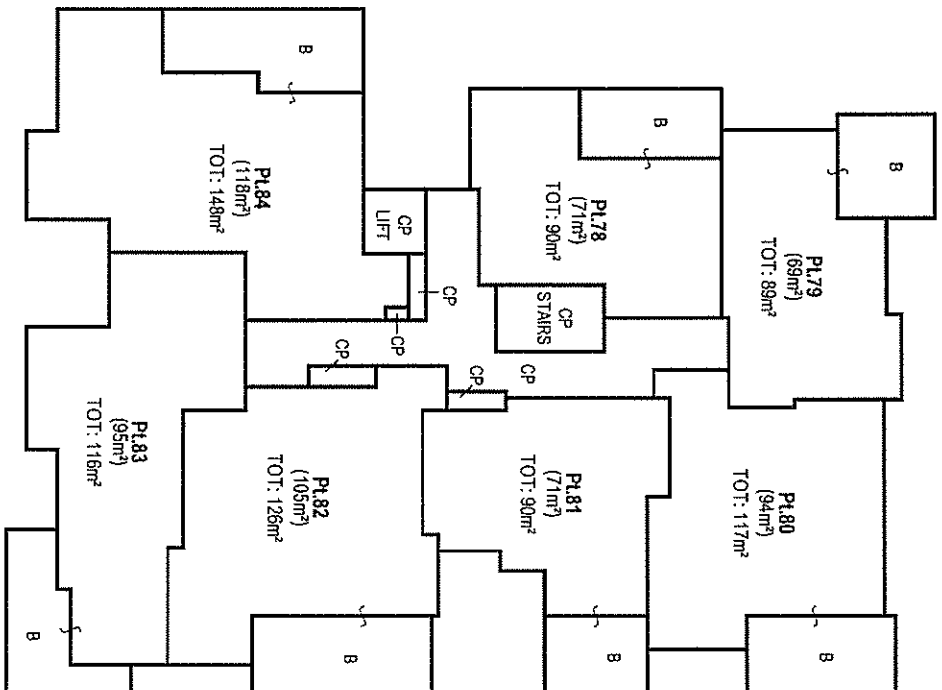 B
Pt.84
(118m²)
TOT: 148m²
B
Pt.78
(71m²)
TOT: 90m²
B
Pt.79
(69m²)
TOT: 89m²
CP
LIFT
CP
CP
CP
STAIRS
CP
CP
CP
Pt.83
(95m²)
TOT: 116m²
Pt.82
(105m²)
TOT: 126m²
Pt.81
(71m²)
TOT: 90m²
Pt.80
(94m²)
TOT: 117m²
B
B
B
B